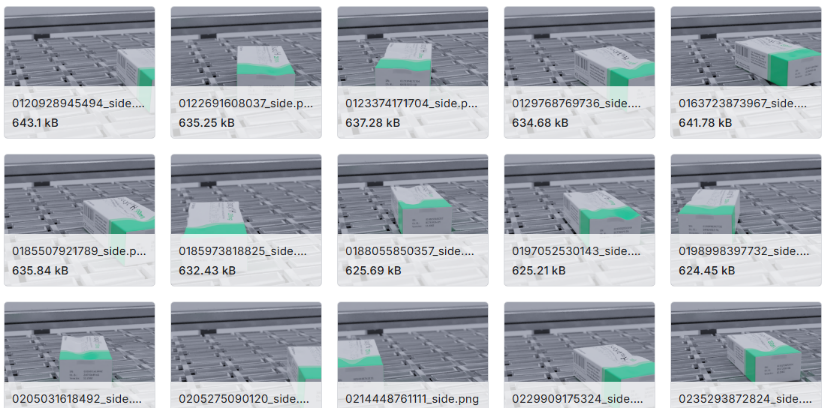 0120928945494_side....
643.1 kB
0122691608037_side.p...
635.25 kB
0123374171704_side.p...
637.28 kB
0129768769736_side....
634.68 kB
0163723873967_side....
641.78 kB
0185507921789_side.p...
635.84 kB
0185973818825_side....
632.43 kB
0188055850357_side....
625.69 kB
0197052530143_side....
625.21 kB
0198998397732_side....
624.45 kB
0205031618492_side....
0205275090120_side....
0214448761111_side.png
0229909175324_side....
0235293872824_side....